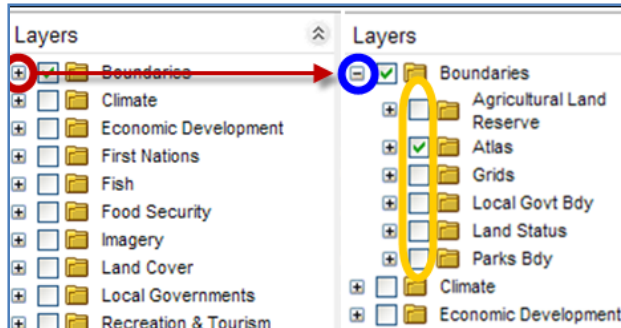 Layers
Boundaries
Climate
Economic Development
First Nations
Fish
Food Security
Imagery
Land Cover
Local Governments
Recreation & Tourism
Layers
Boundaries
Agricultural Land
Reserve
Atlas
Grids
Local Govt Bdy
Land Status
Parks Bdy
Climate
Economic Development